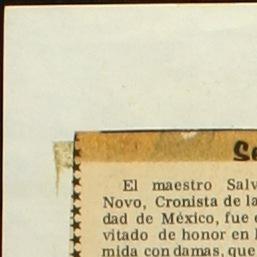 Se
El maestro Salv
Novo, Cronista de la
dad de México, fue e
vitado de honor en l
mida con damas, que